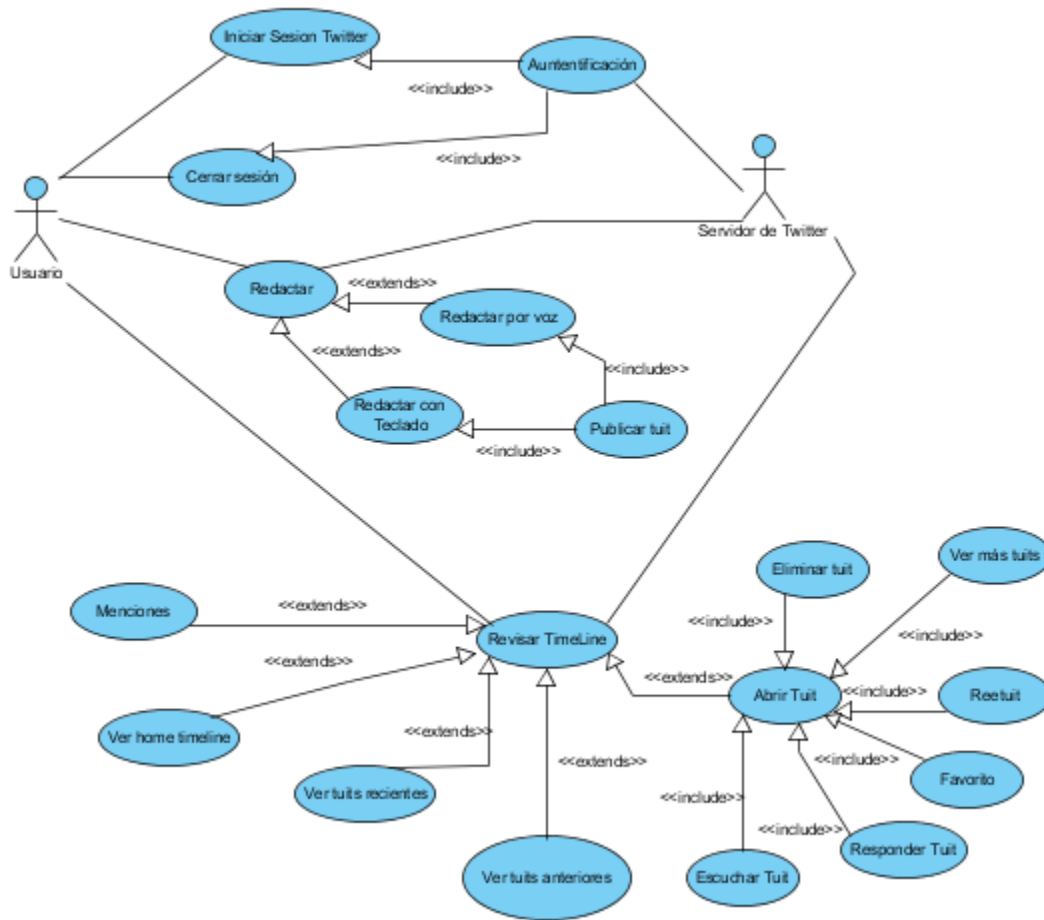 Iniciar Sesion Twitter
Auntentificación
<<include>>
<<include>>
Cerrar sesión
Usuario
Servidor de Twitter
Redactar
<<extends>>
Redactar por voz
<<extends>>
<<include>>
Redactar con
Teclado
Publicar tuit
<<include>>
Eliminar tuit
Ver más tuits
Menciones
<<extends>>
<<include>>
<<include>>
Revisar TimeLine
<<extends>>
<<extends>>
Abrir Tuit
<<include>>
Reetuit
Ver home timeline
<<extends>>
<<include>>
Favorito
<<extends>>
Ver tuits recientes
<<include>>
<<include>>
Responder Tuit
Ver tuits anteriores
Escuchar Tuit